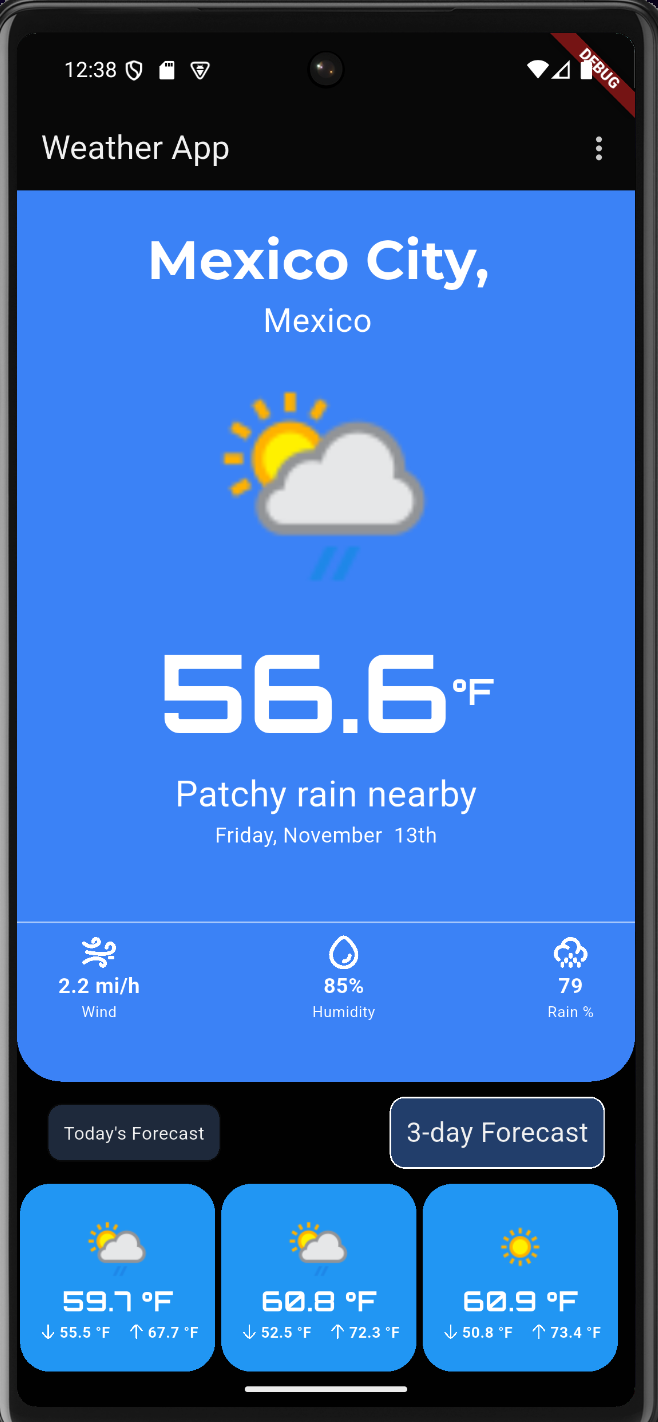 12:38
DEBUG
Weather App
Mexico City,
Mexico
56.6°F
Patchy rain nearby
Friday, November  13th
2.2 mi/h 85% 79
Wind Humidity Rain %
Today's Forecast 3-day Forecast
59.7 °F 60.8 °F 60.9 °F
↓ 55.5 °F ↑ 67.7 °F ↓ 52.5 °F ↑ 72.3 °F ↓ 50.8 °F ↑ 73.4 °F